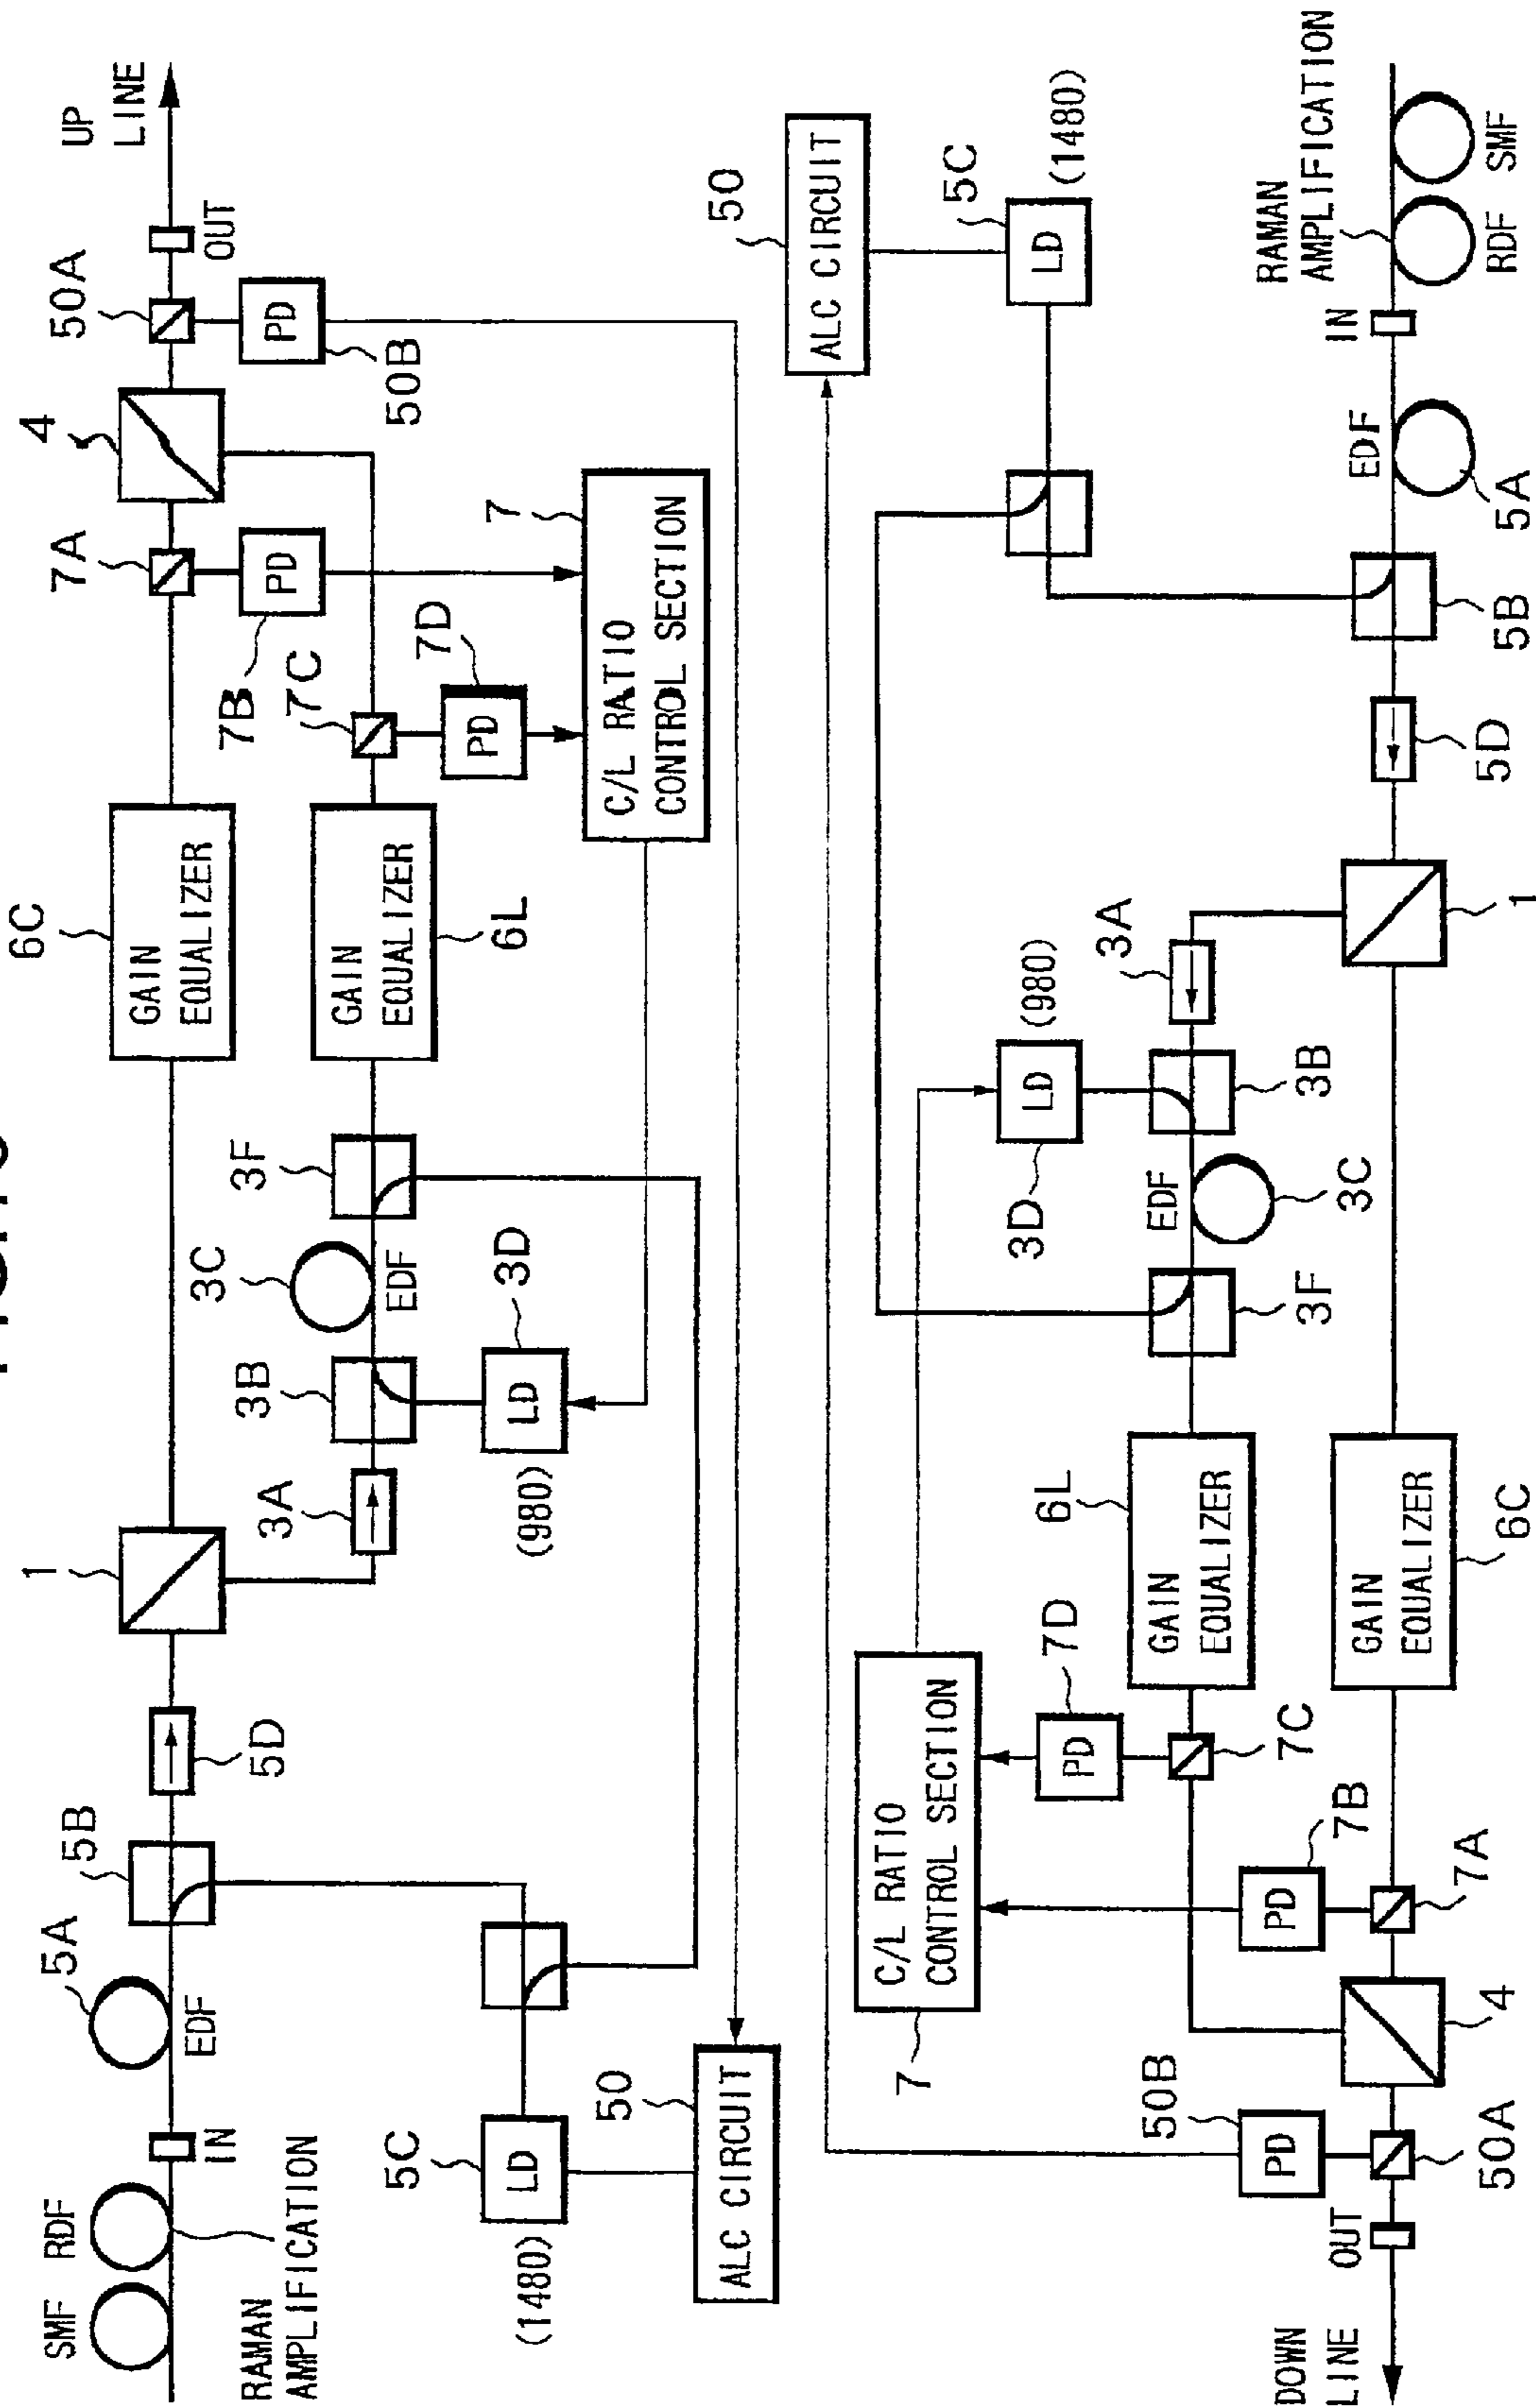 UP
LINE
OUT
50A
PD
50B
4
7A
PD
7B
7
C/L RATIO
CONTROL SECTION
7C
7D
PD
6C
GAIN
EQUALIZER
GAIN
EQUALIZER
6L
3F
3C
EDF
3B
3D
LD
(980)
3A
1
5D
5B
5A
EDF
IN
RDF
SMF
RAMAN
AMPLIFICATION
5C
LD
(1480)
50
ALC CIRCUIT
50
ALC CIRCUIT
5C
LD
(1480)
RAMAN
AMPLIFICATION
SMF
RDF
IN
EDF
5A
5B
5D
1
3A
(980)
LD
3D
3B
EDF
3C
3F
6L
GAIN
EQUALIZER
GAIN
EQUALIZER
6C
7D
PD
7C
C/L RATIO
CONTROL SECTION
7
7B
PD
7A
4
50B
PD
50A
OUT
DOWN
LINE